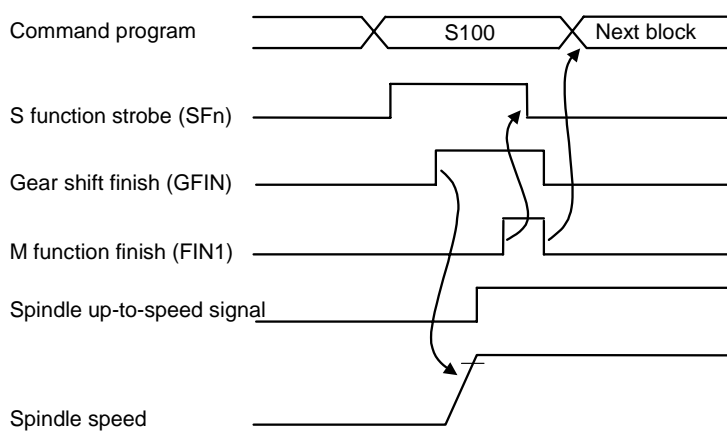 Command program
S100
Next block
S function strobe (SFn)
Gear shift finish (GFIN)
M function finish (FIN1)
Spindle up-to-speed signal
Spindle speed